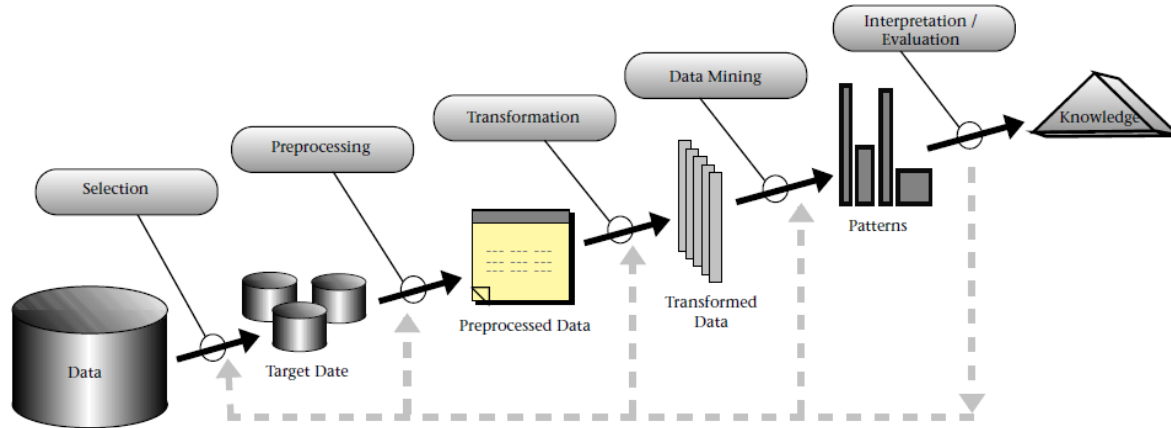 Interpretation /
Evaluation
Data Mining
Transformation
Preprocessing
Selection
Data
Target Date
Preprocessed Data
Transformed
Data
Patterns
Knowledge